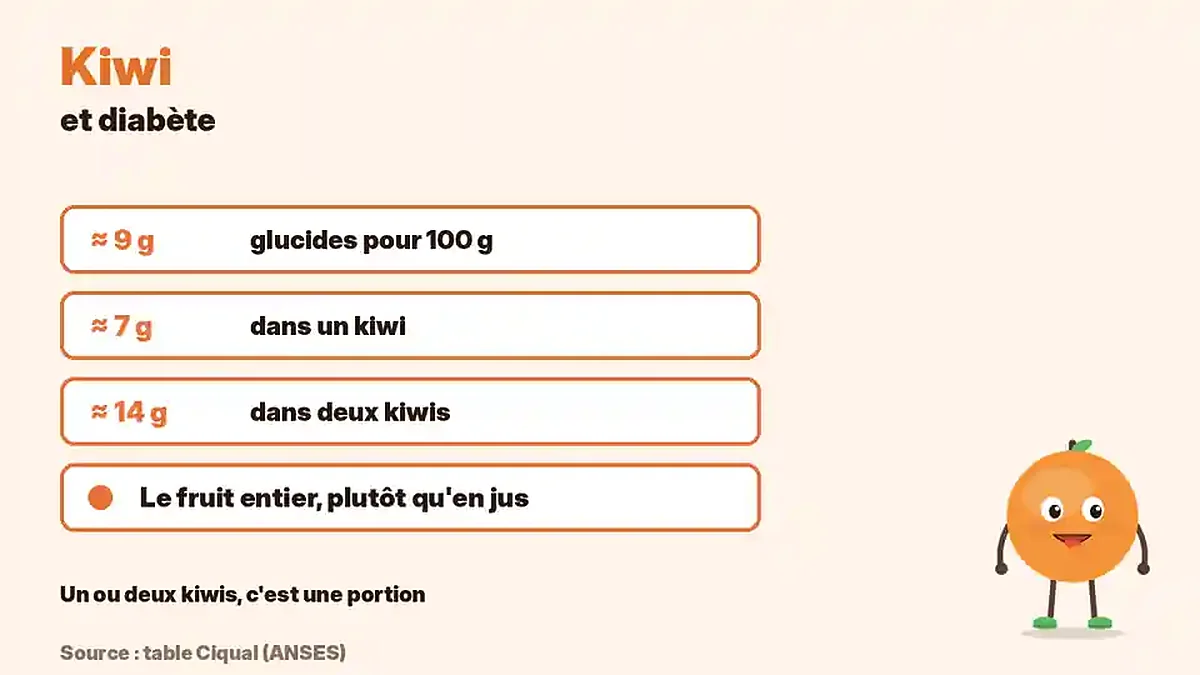 Kiwi
et diabète
≈ 9 g glucides pour 100 g
≈ 7 g dans un kiwi
≈ 14 g dans deux kiwis
Le fruit entier, plutôt qu'en jus
Un ou deux kiwis, c'est une portion
Source : table Ciqual (ANSES)